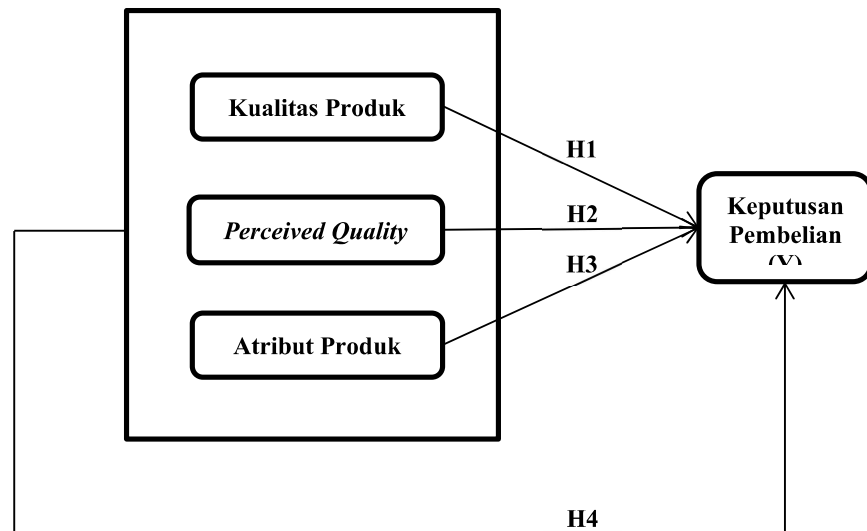 Kualitas Produk
H1
Perceived Quality
H2
Keputusan
Pembelian
(Y)
H3
Atribut Produk
H4